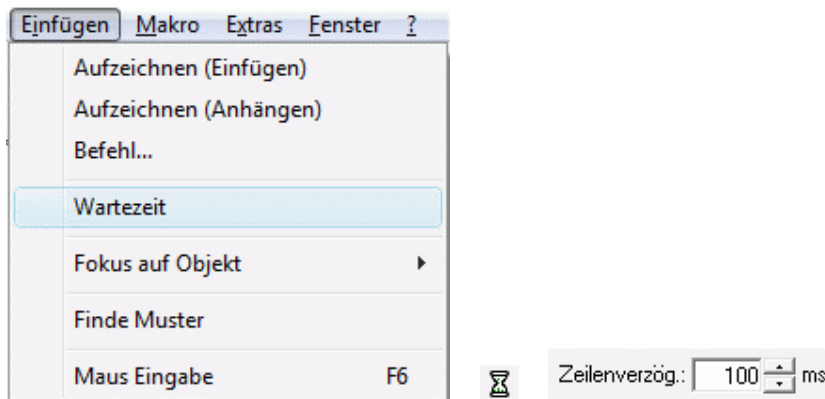 Einfügen Makro Extras Fenster ?
Aufzeichnen (Einfügen)
Aufzeichnen (Anhängen)
Befehl...
Wartezeit
Fokus auf Objekt
Finde Muster
Maus Eingabe F6
Zeilenverzög.: 100 ms